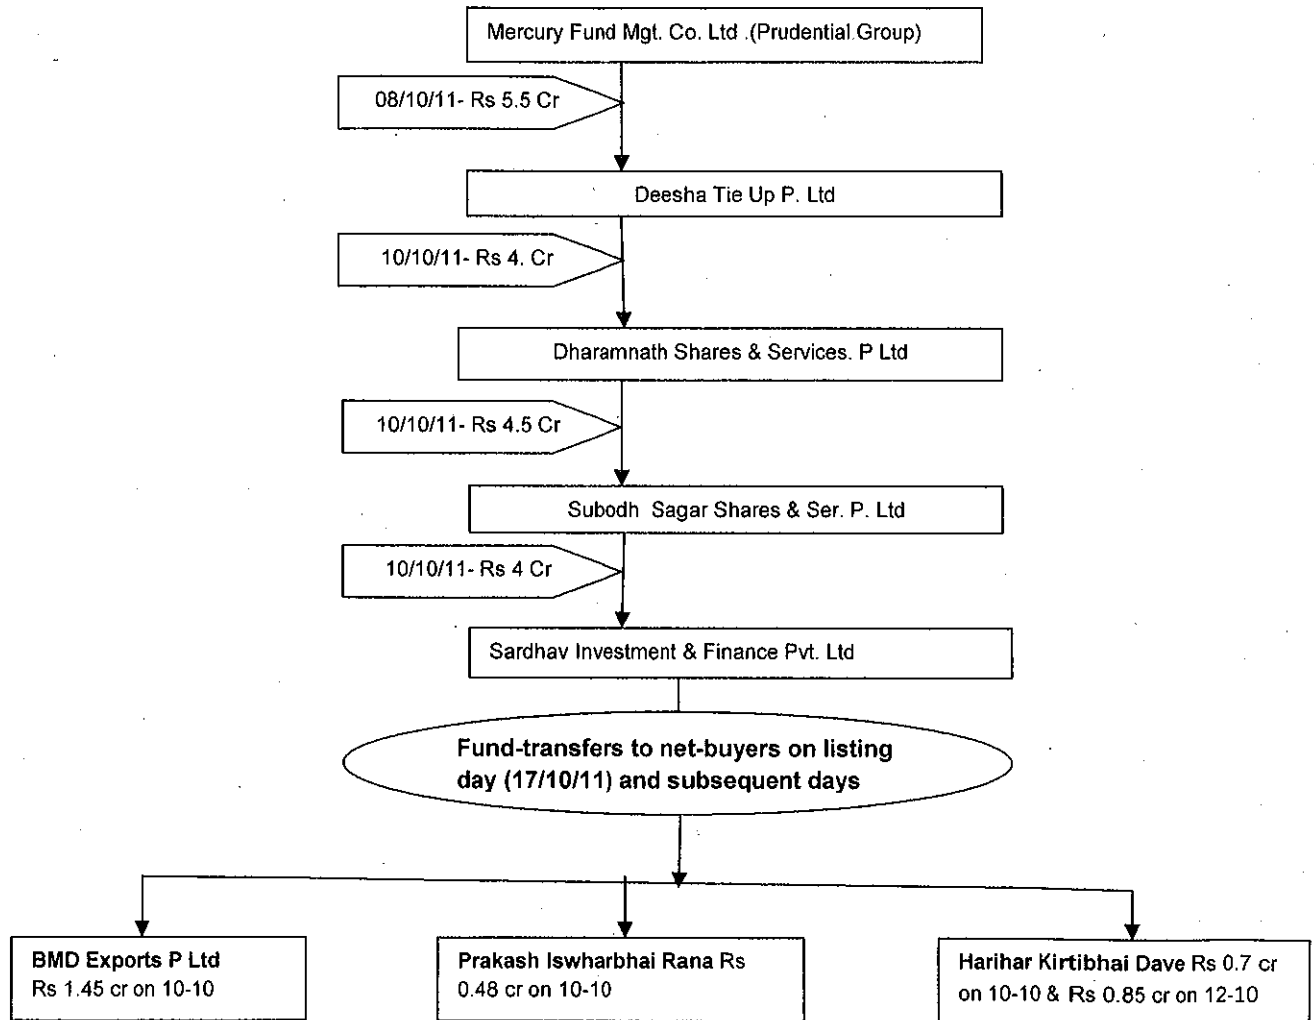 Mercury Fund Mgt. Co. Ltd .(Prudential Group)
08/10/11- Rs 5.5 Cr
Deesha Tie Up P. Ltd
10/10/11- Rs 4. Cr
Dharamnath Shares & Services. P Ltd
10/10/11- Rs 4.5 Cr
Subodh Sagar Shares & Ser. P. Ltd
10/10/11- Rs 4 Cr
Sardhav Investment & Finance Pvt. Ltd
Fund-transfers to net-buyers on listing
day (17/10/11) and subsequent days
BMD Exports P Ltd
Rs 1.45 cr on 10-10
Prakash Iswharbhai Rana Rs
0.48 cr on 10-10
Harihar Kirtibhai Dave Rs 0.7 cr
on 10-10 & Rs 0.85 cr on 12-10